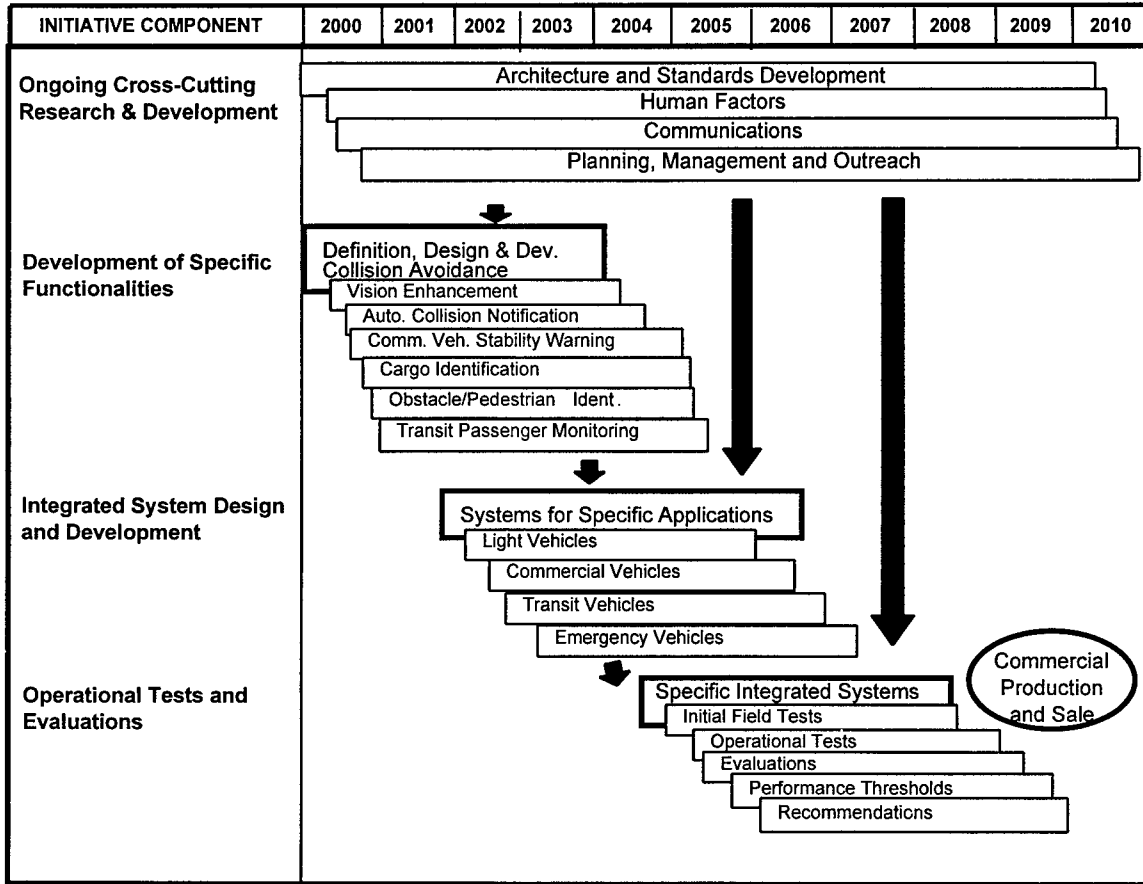 INITIATIVE COMPONENT 2000 2001 2002 2003 2004 2005 2006 2007 2008 2009 2010
Ongoing Cross-Cutting
Research & Development
Architecture and Standards Development
Human Factors
Communications
Planning, Management and Outreach
Development of Specific
Functionalities
Definition, Design & Dev.
Collision Avoidance
Vision Enhancement
Auto. Collision Notification
Comm. Veh. Stability Warning
Cargo Identification
Obstacle/Pedestrian Ident.
Transit Passenger Monitoring
Integrated System Design
and Development
Systems for Specific Applications
Light Vehicles
Commercial Vehicles
Transit Vehicles
Emergency Vehicles
Operational Tests and
Evaluations
Specific Integrated Systems
Initial Field Tests
Operational Tests
Evaluations
Performance Thresholds
Recommendations
Commercial
Production
and Sale